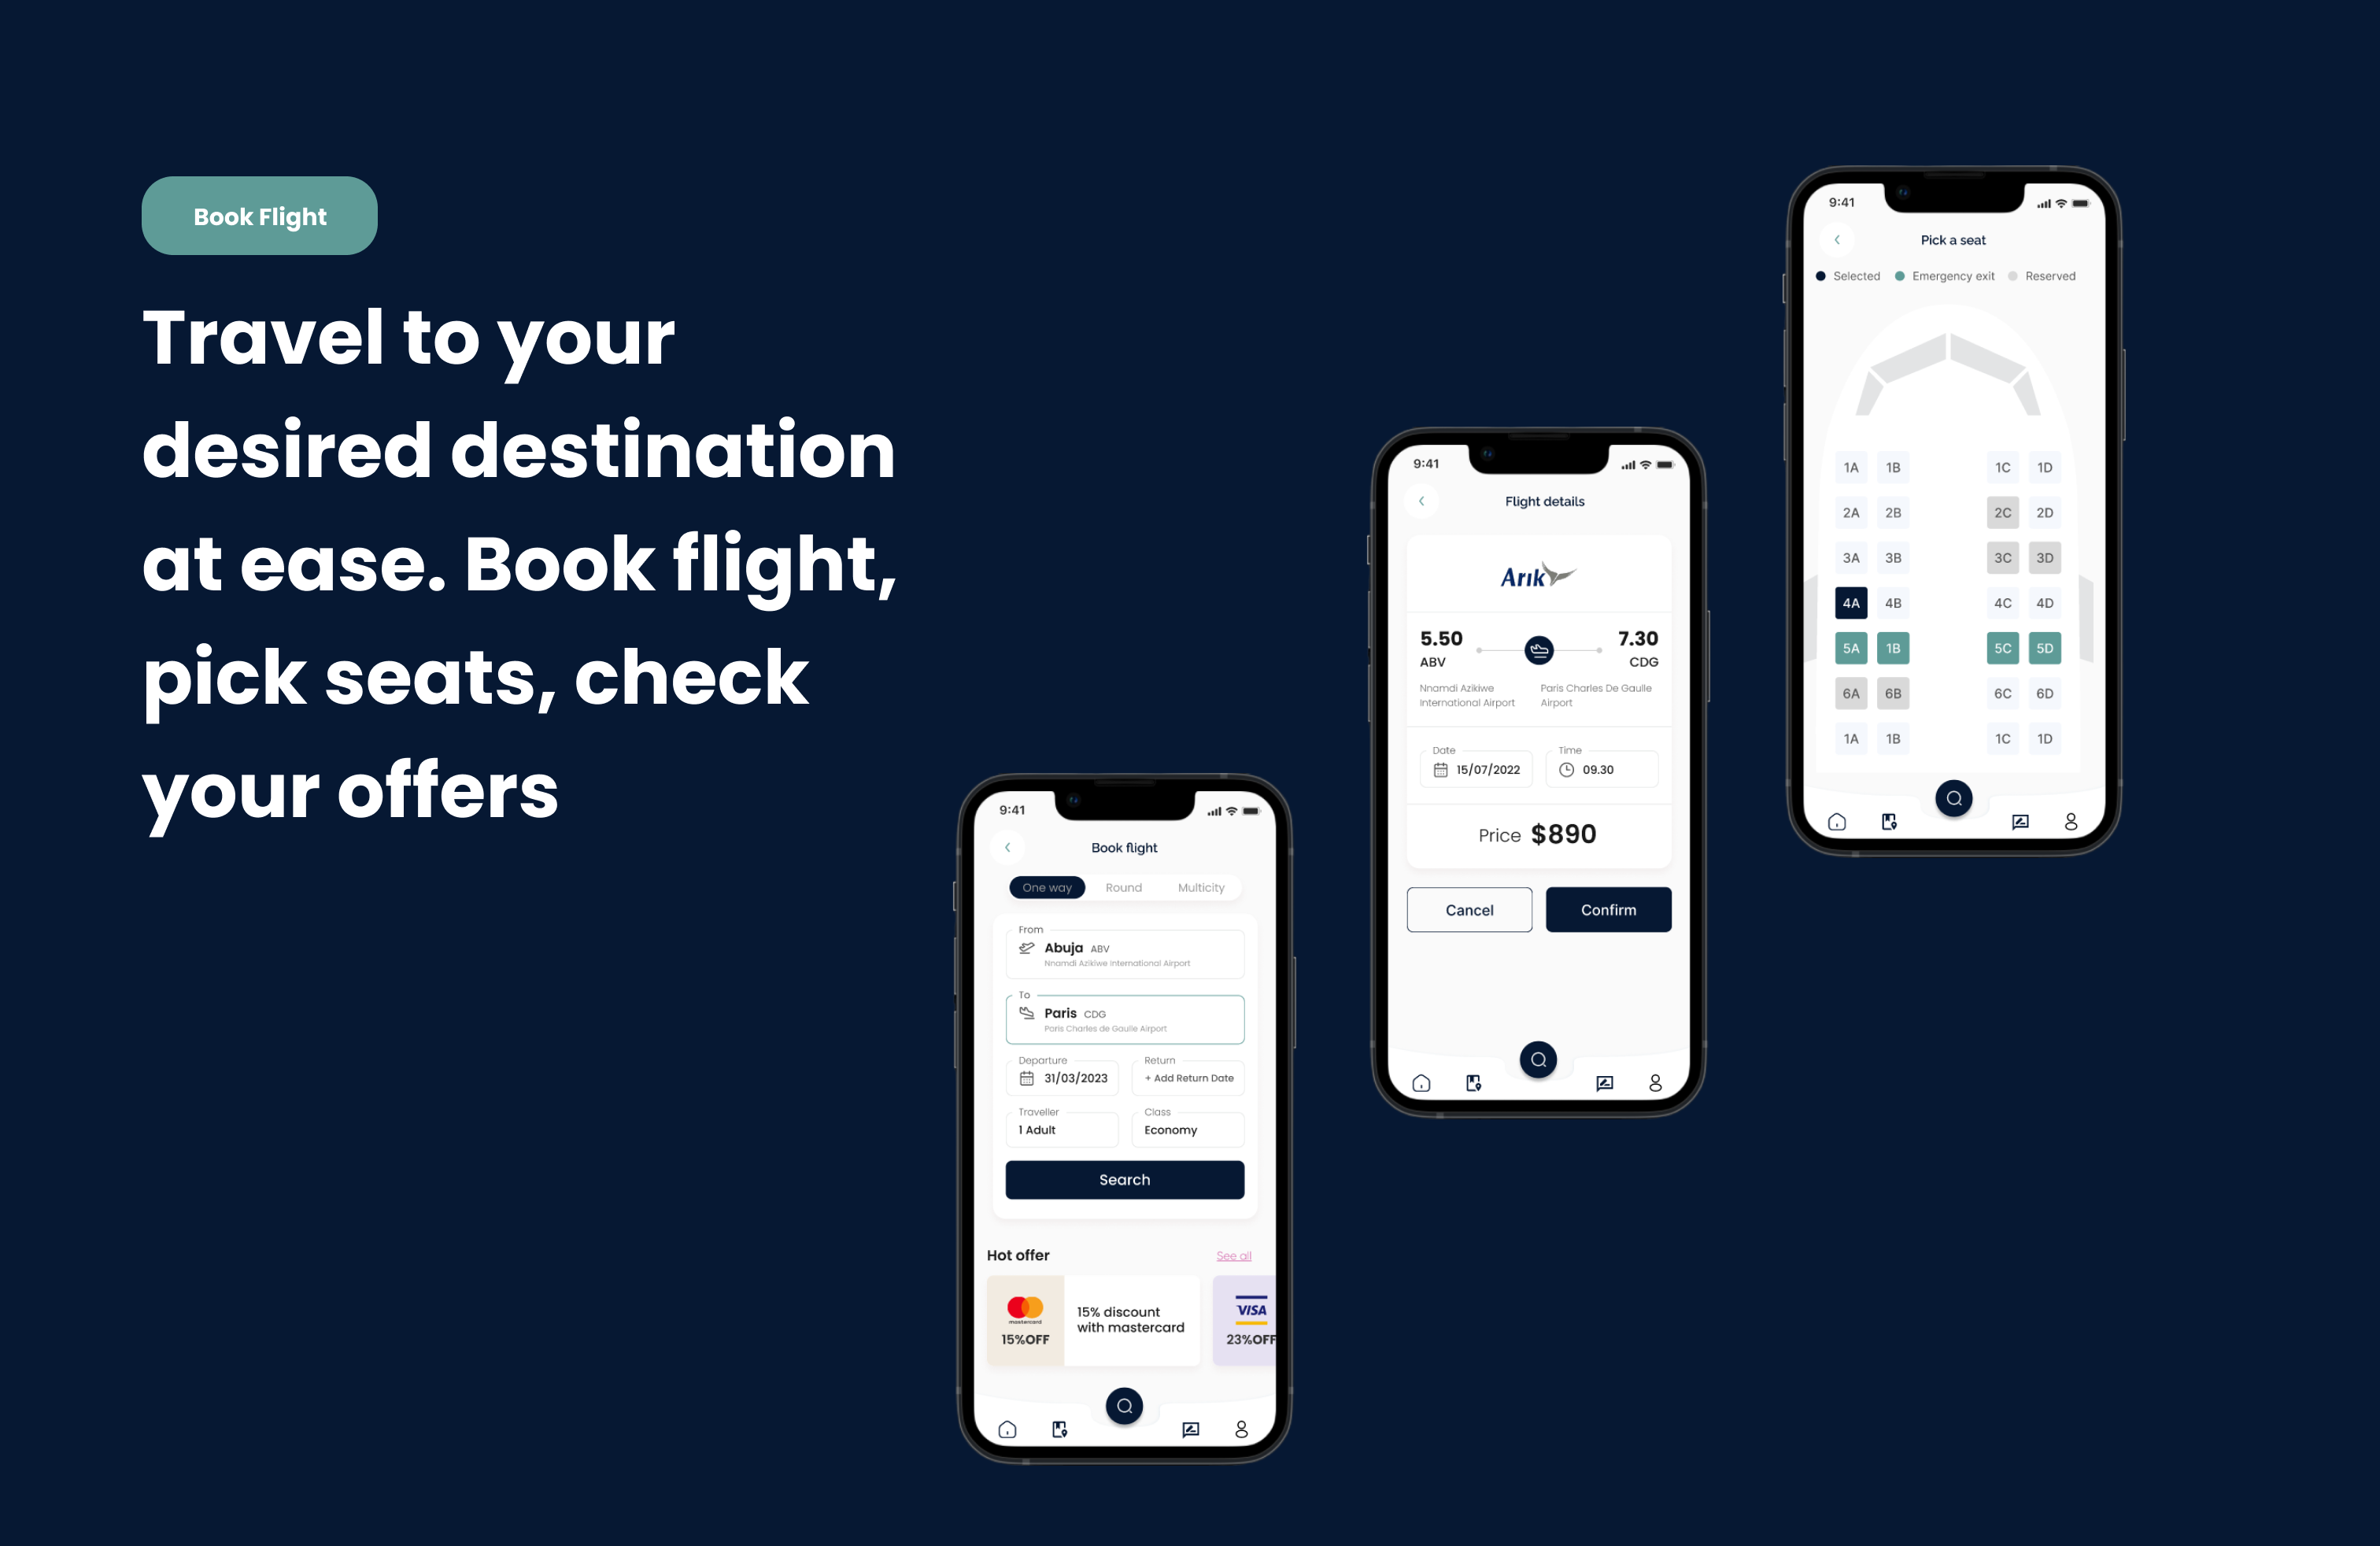 Book Flight
Travel to your
desired destination
at ease. Book flight,
pick seats, check
your offers
9:41
Book flight
One way Round Multicity
From
Abuja ABV
Nnamdi Azikiwe International Airport
To
Paris CDG
Paris Charles de Gaulle Airport
Departure Return
31/03/2023 + Add Return Date
Traveller Class
1 Adult Economy
Search
Hot offer See all
mastercard
15%OFF
15% discount
with mastercard
VISA
23%OFF
9:41
Flight details
Arık
5.50 7.30
ABV CDG
Nnamdi Azikiwe
International Airport
Paris Charles De Gaulle
Airport
Date Time
15/07/2022 09.30
Price $890
Cancel Confirm
9:41
Pick a seat
Selected Emergency exit Reserved
1A 1B 1C 1D
2A 2B 2C 2D
3A 3B 3C 3D
4A 4B 4C 4D
5A 1B 5C 5D
6A 6B 6C 6D
1A 1B 1C 1D